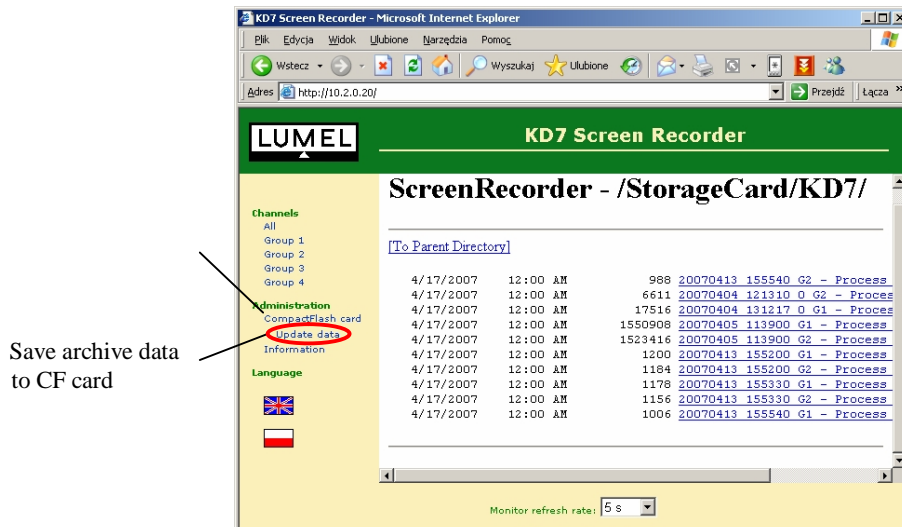 KD7 Screen Recorder - Microsoft Internet Explorer
Plik Edycja Widok Ulubione Narzędzia Pomoc
Wstecz Wyszukaj Ulubione
Adres http://10.2.0.20/ Przejdź Łącza »
LUMEL
KD7 Screen Recorder
ScreenRecorder - /StorageCard/KD7/
[To Parent Directory]
4/17/2007 12:00 AM 988 20070413 155540 G2 - Process
4/17/2007 12:00 AM 6611 20070404 121310 0 G2 - Proces
4/17/2007 12:00 AM 17516 20070404 131217 0 G1 - Proces
4/17/2007 12:00 AM 1550908 20070405 113900 G1 - Process
4/17/2007 12:00 AM 1523416 20070405 113900 G2 - Process
4/17/2007 12:00 AM 1200 20070413 155200 G1 - Process
4/17/2007 12:00 AM 1184 20070413 155200 G2 - Process
4/17/2007 12:00 AM 1178 20070413 155330 G1 - Process
4/17/2007 12:00 AM 1156 20070413 155330 G2 - Process
4/17/2007 12:00 AM 1006 20070413 155540 G1 - Process
Channels
All
Group 1
Group 2
Group 3
Group 4
Administration
CompactFlash card
Update data
Information
Language
Save archive data
to CF card
Monitor refresh rate: 5 s